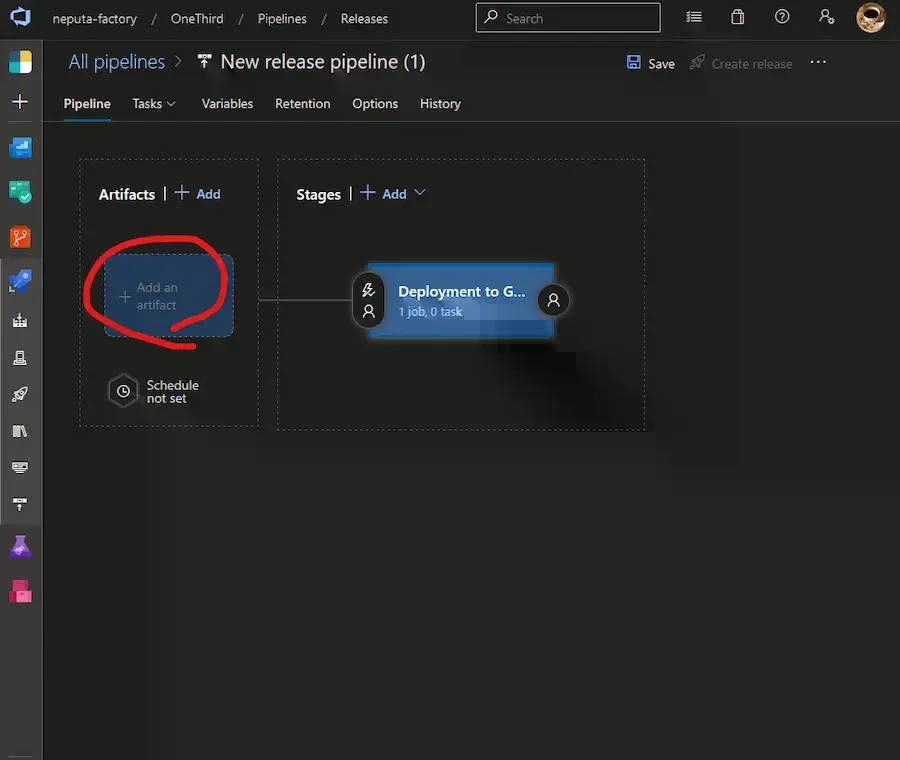 neputa-factory / OneThird / Pipelines / Releases
Search
All pipelines > New release pipeline (1)
Save
Create release
Pipeline Tasks Variables Retention Options History
Artifacts | + Add
Stages | + Add
Add an
artifact
Deployment to G...
1 job, 0 task
Schedule
not set